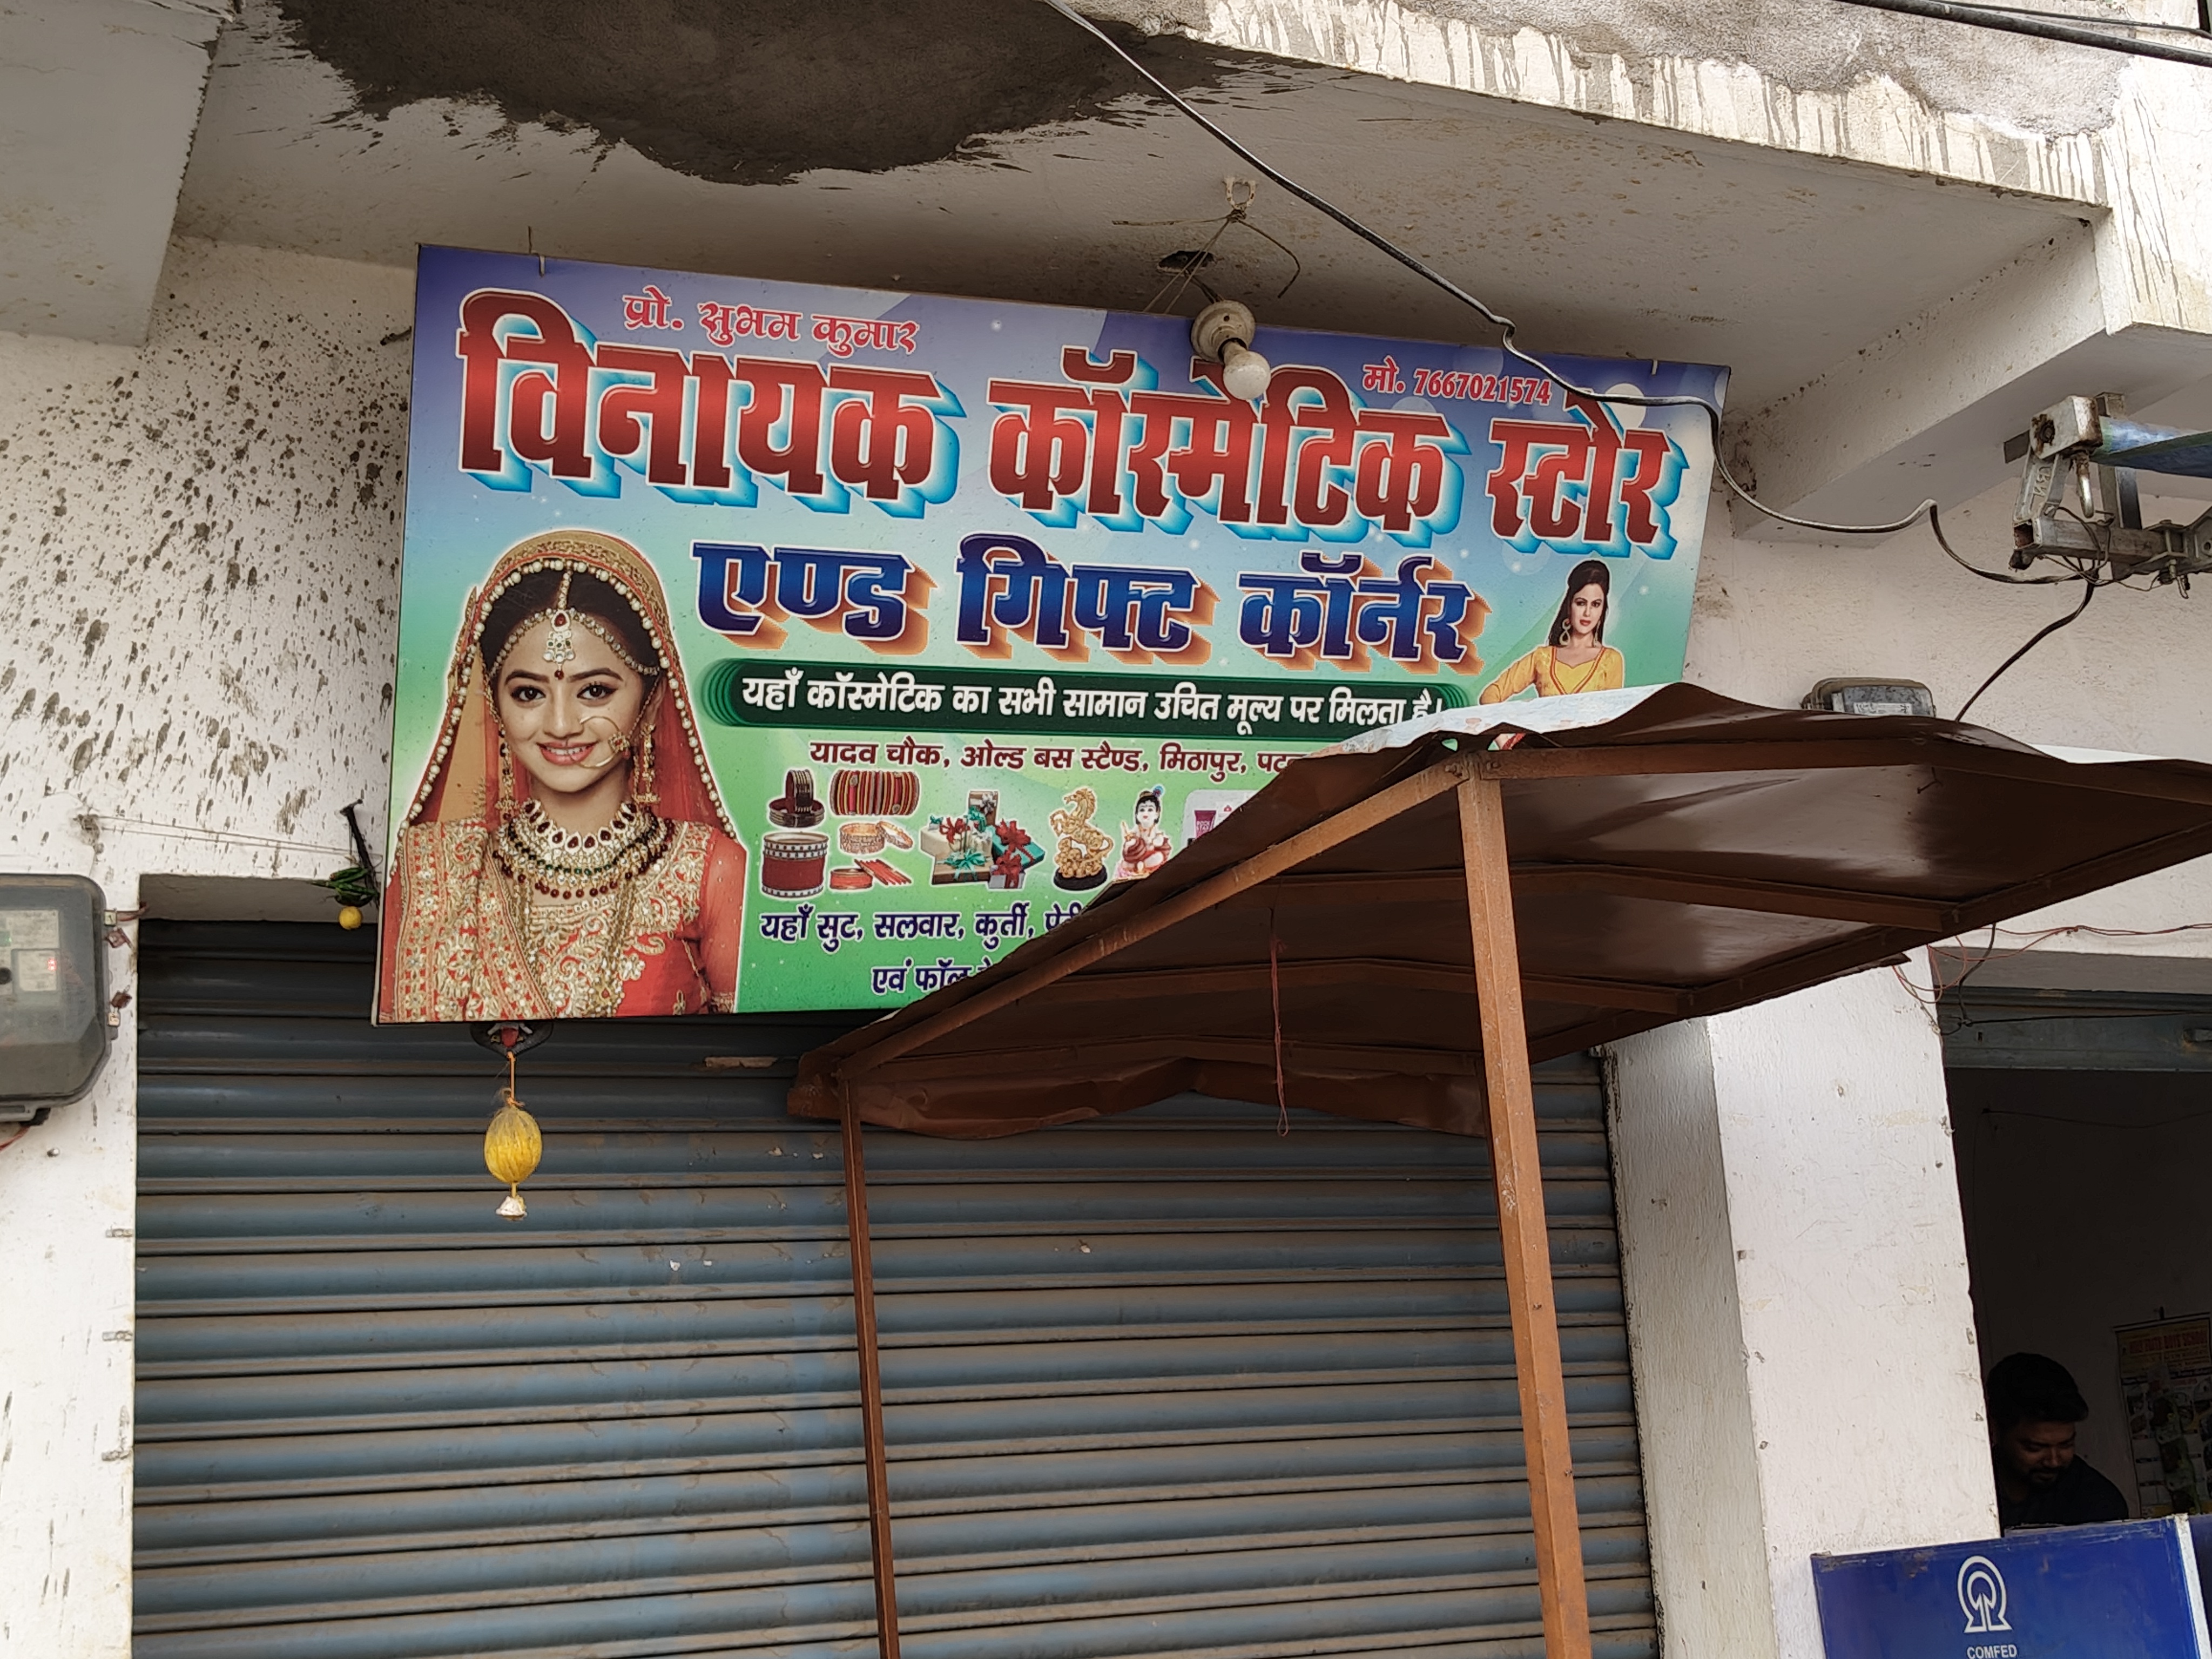 प्रो. सुभम कुमार
मो. 7667021574
विनायक कॉस्मेटिक स्टोर
एण्ड गिफ्ट कॉर्नर
यहाँ कॉस्मेटिक का सभी सामान उचित मूल्य पर मिलता है।
यादव चौक, ओल्ड बस स्टैण्ड, मिठापुर,
यहाँ सुट, सलवार, कुर्ती,
एवं फॉल
COMFED